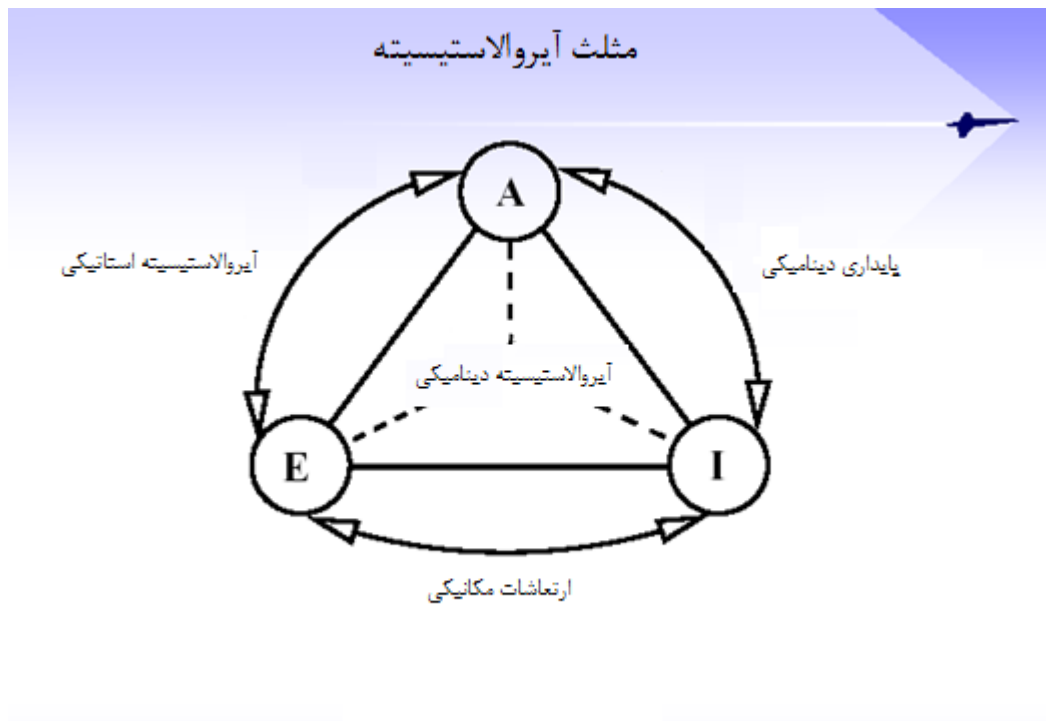 مثلث آیروالاستیسیته
A
آیروالاستیسیته استاتیکی
پایداری دینامیکی
آیروالاستیسیته دینامیکی
E
I
ارتعاشات مکانیکی